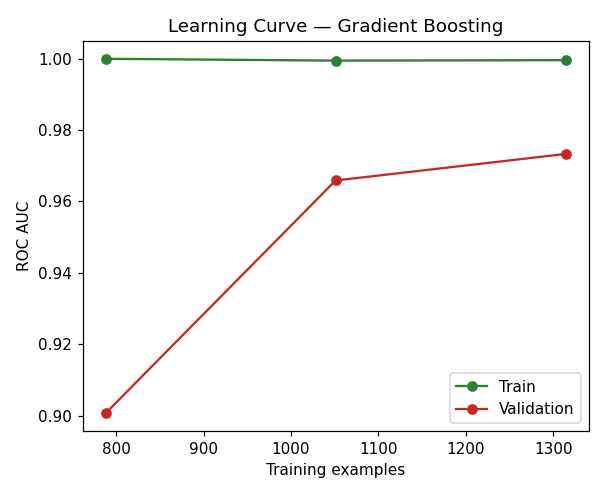 Learning Curve — Gradient Boosting
ROC AUC
1.00
0.98
0.96
0.94
0.92
0.90
Train
Validation
800 900 1000 1100 1200 1300
Training examples